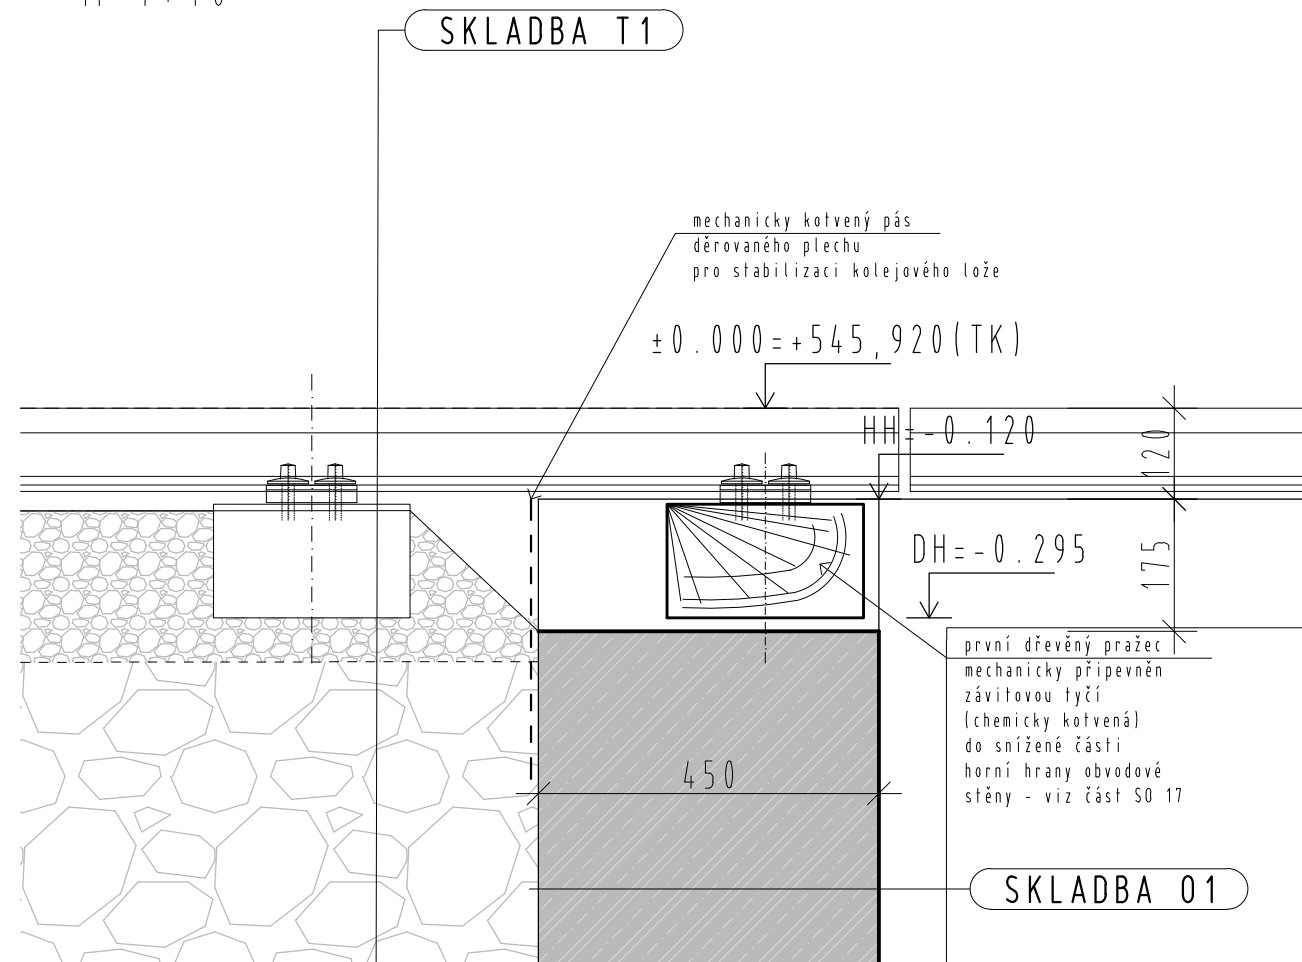 SKLADBA T1
mechanicky kotvený pás
děrovaného plechu
pro stabilizaci kolejového lože
±0.000=+545,920(TK)
HH=-0.120
120
DH=-0.295
175
první dřevěný pražec
mechanicky připevněn
závitovou tyčí
(chemicky kotvená)
do snížené části
horní hrany obvodové
stěny - viz část SO 17
450
SKLADBA 01